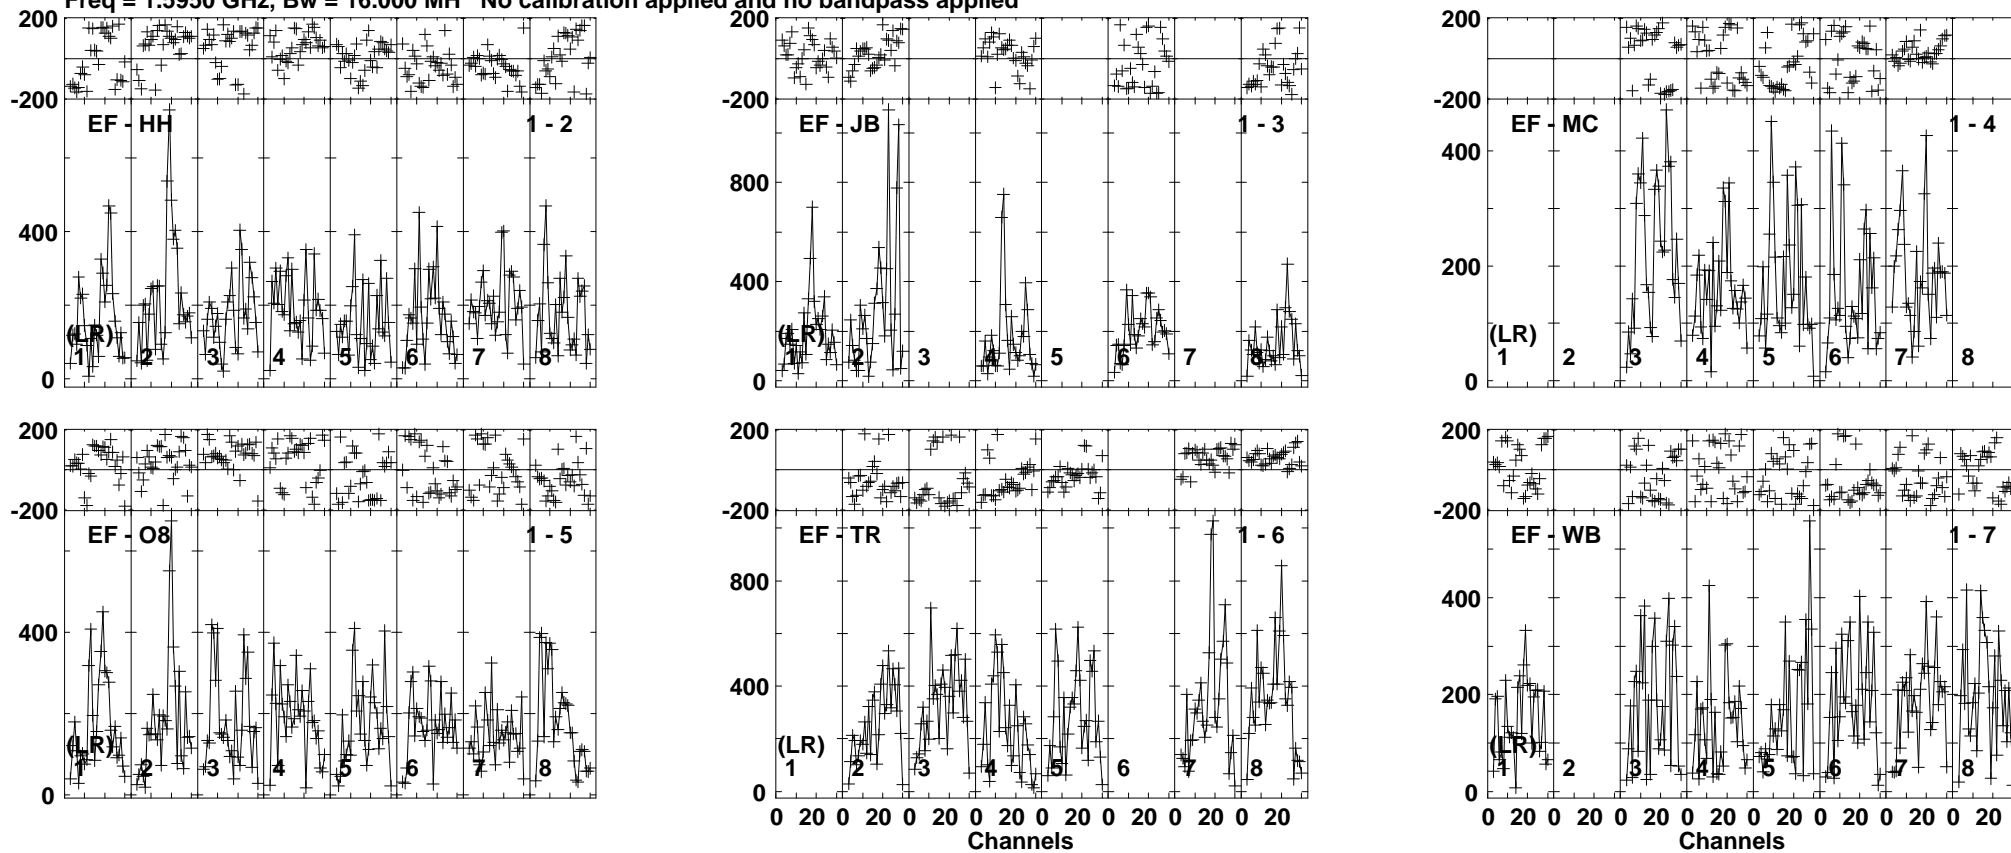 Freq = 1.5950 GHz, Bw = 16.000 MH No calibration applied and no bandpass applied
200 200 200
-200 -200 -200
EF - HH 1 - 2 EF - JB 1 - 3 EF - MC 1 - 4
400 800 400
400 200
(LR) (LR) (LR)
1 2 3 4 5 6 7 8 1 2 3 4 5 6 7 8 1 2 3 4 5 6 7 8
0 0 0
200 200 200
-200 -200 -200
EF - O8 1 - 5 EF - TR 1 - 6 EF - WB 1 - 7
400 800 400
400 200
(LR) (LR) (LR)
1 2 3 4 5 6 7 8 1 2 3 4 5 6 7 8 1 2 3 4 5 6 7 8
0 0 0
0 20 0 20 0 20 0 20 0 20 0 20 0 20 0 20 0 20 0 20 0 20 0 20 0 20 0 20 0 20 0 20
Channels Channels